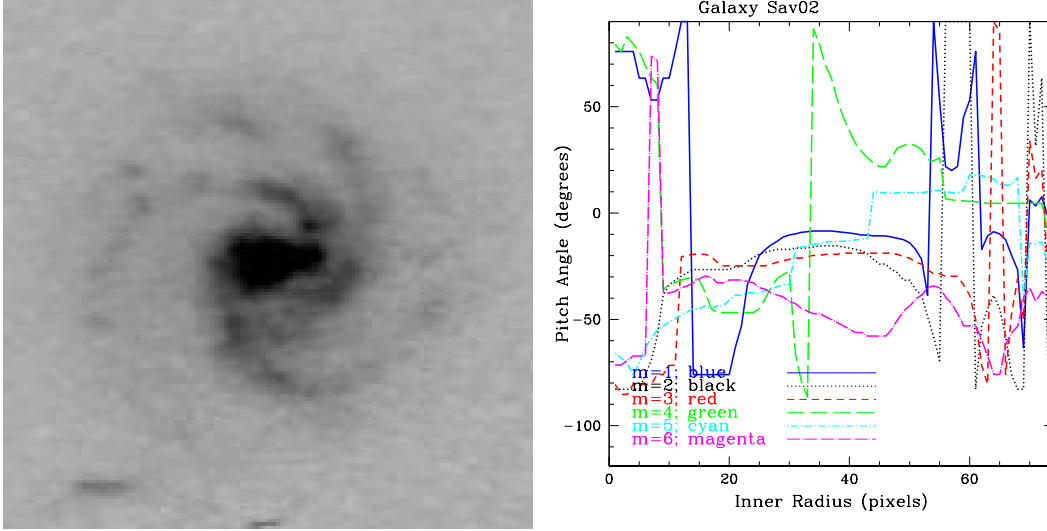 Galaxy Sav02
50
0
-50
-100
Pitch Angle (degrees)
m=1; blue
m=2; black
m=3; red
m=4; green
m=5; cyan
m=6; magenta
0 20 40 60
Inner Radius (pixels)